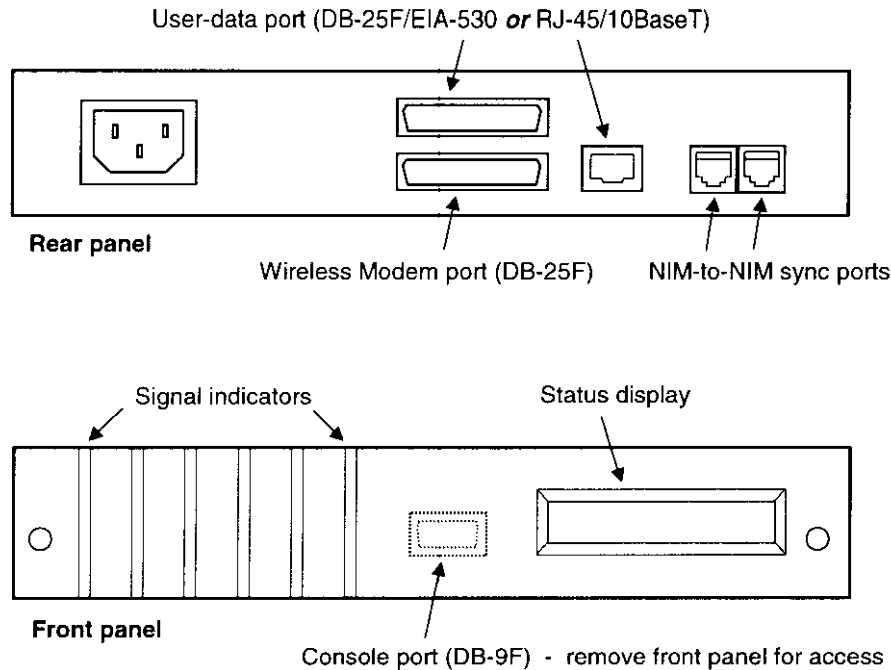 User-data port (DB-25F/EIA-530 or RJ-45/10BaseT)
Rear panel
Wireless Modem port (DB-25F)
NIM-to-NIM sync ports
Signal indicators
Status display
Front panel
Console port (DB-9F) - remove front panel for access